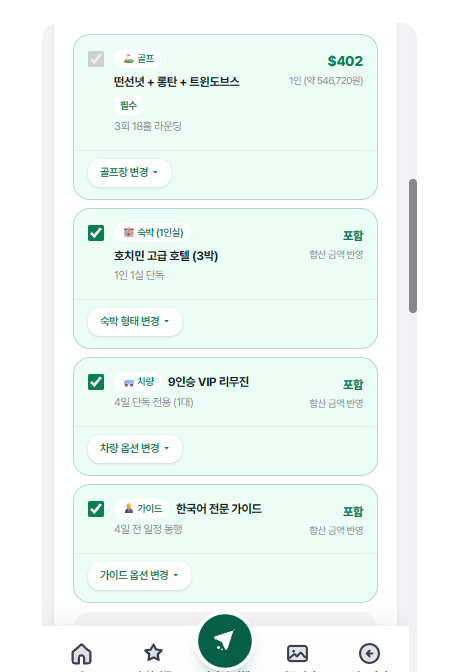 골프
$402
떤선넛 + 롱탄 + 트윈도브스
1인 (약 546,720원)
필수
3회 18홀 라운딩
골프장 변경
숙박 (1인실)
포함
호치민 고급 호텔 (3박)
합산 금액 반영
1인 1실 단독
숙박 형태 변경
차량 9인승 VIP 리무진
포함
4일 단독 전용 (1대)
합산 금액 반영
차량 옵션 변경
가이드 한국어 전문 가이드
포함
4일 전 일정 동행
합산 금액 반영
가이드 옵션 변경